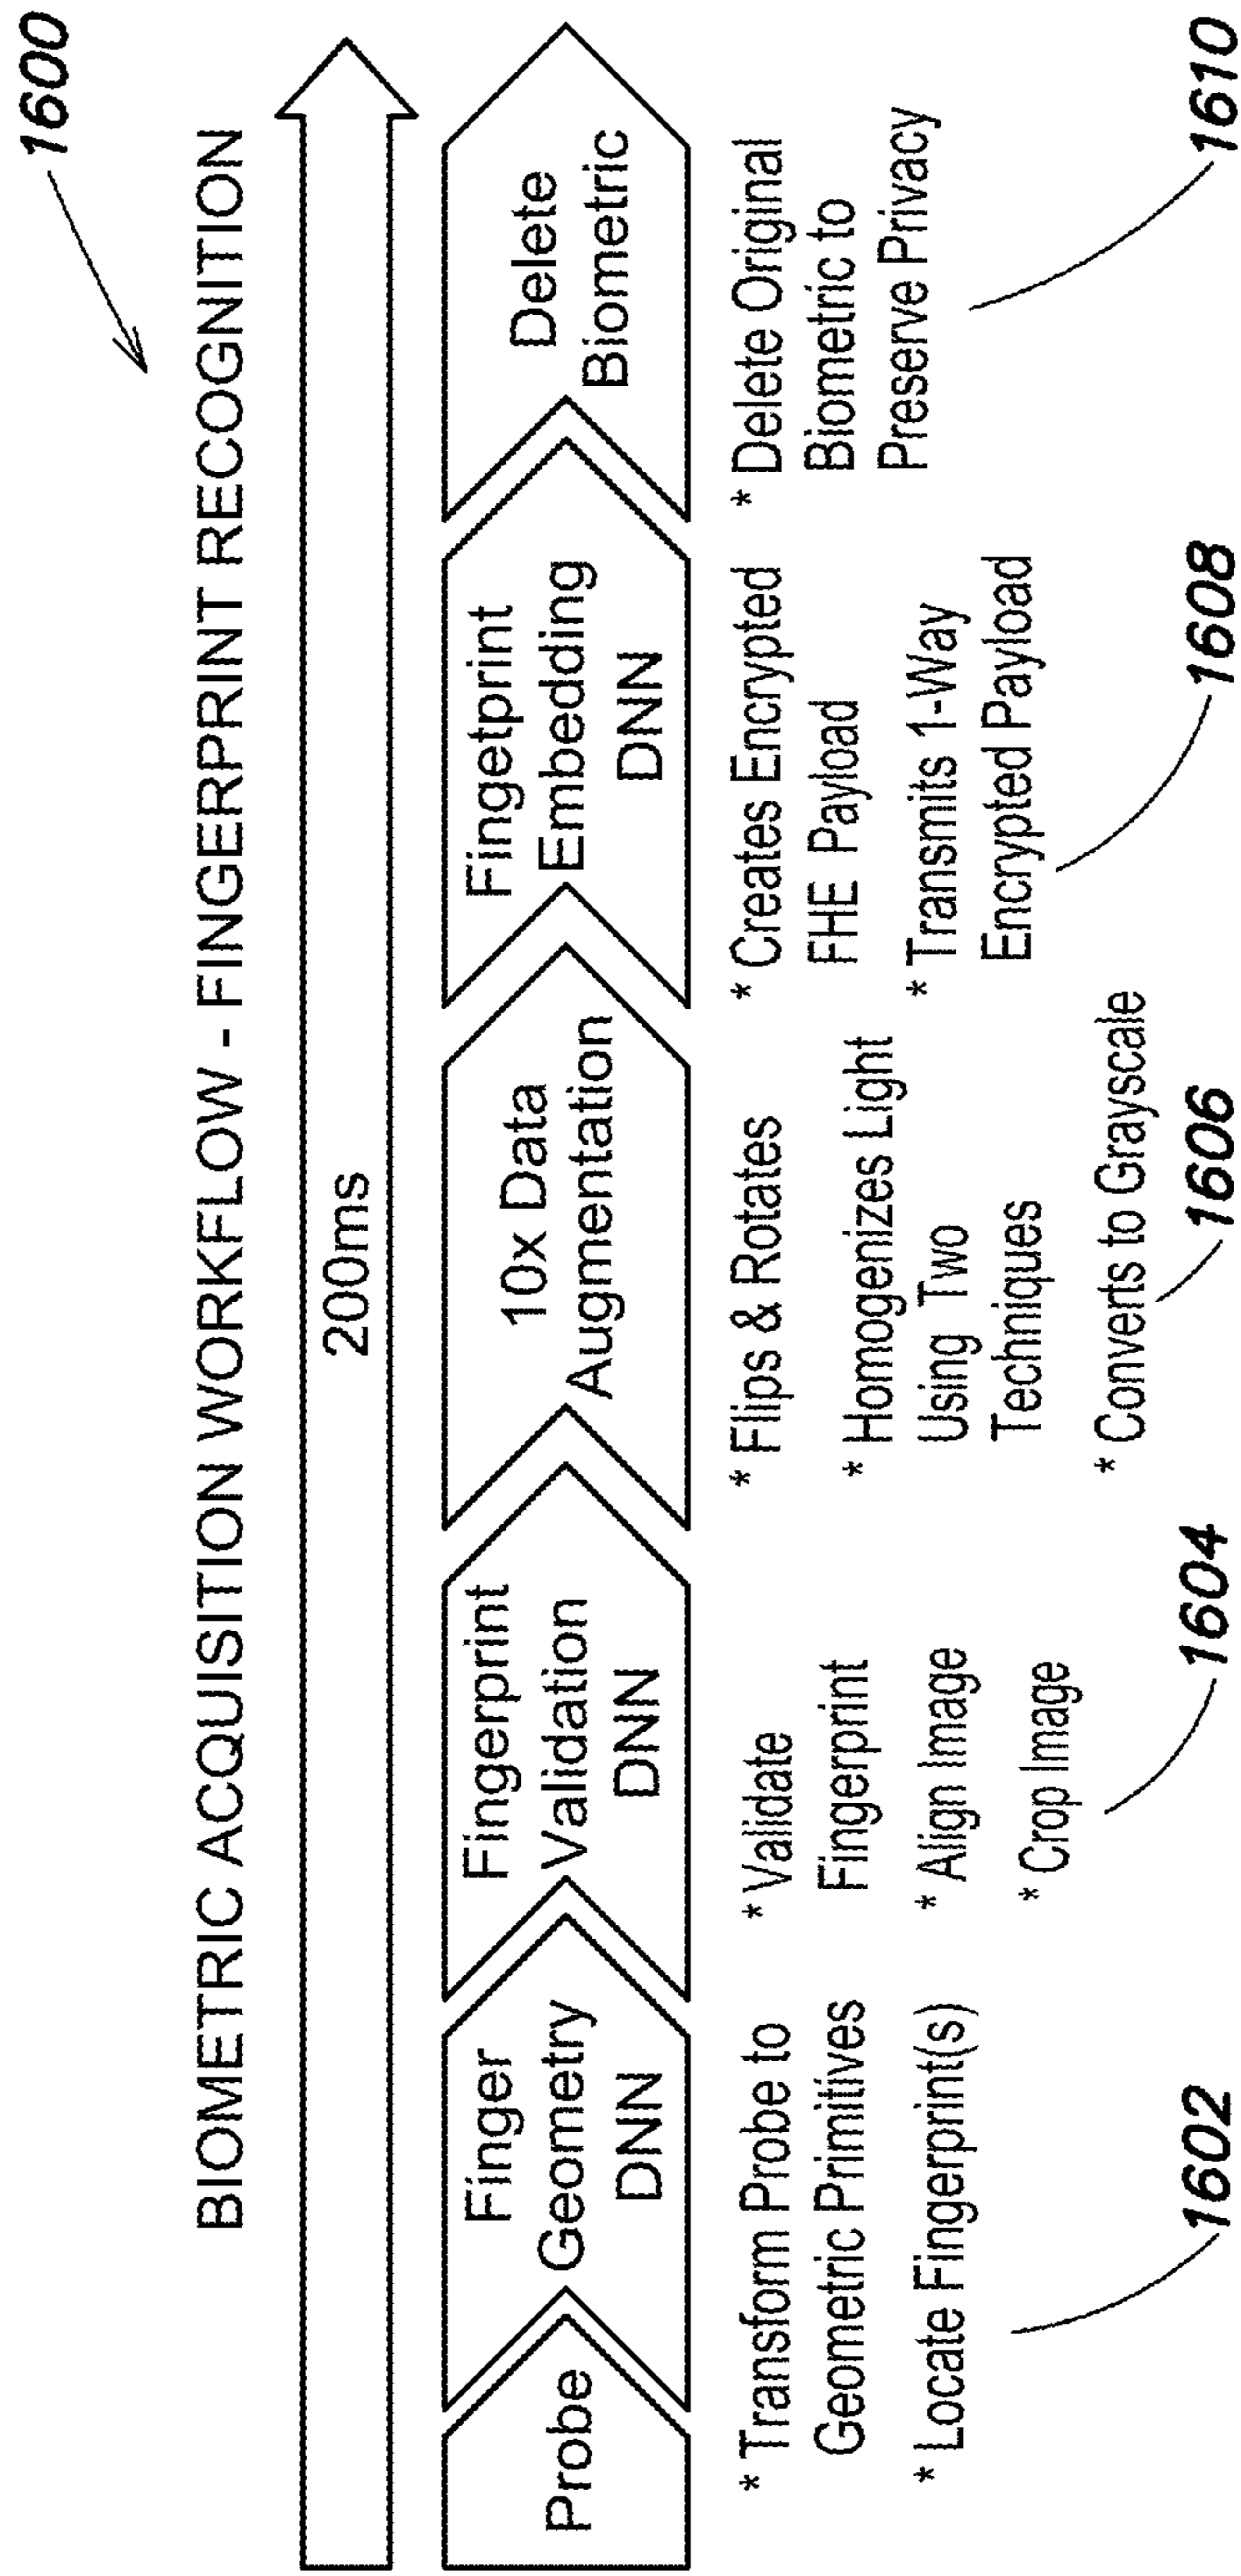 1600
BIOMETRIC ACQUISITION WORKFLOW - FINGERPRINT RECOGNITION
200ms
Probe
Finger
Geometry
DNN
Fingerprint
Validation
DNN
10x Data
Augmentation
Fingetprint
Embedding
DNN
Delete
Biometric
* Transform Probe to
Geometric Primitives
* Locate Fingerprint(s)
1602
* Validate
Fingerprint
* Align Image
* Crop Image
1604
* Flips & Rotates
* Homogenizes Light
Using Two
Techniques
* Converts to Grayscale
1606
* Creates Encrypted
FHE Payload
* Transmits 1-Way
Encrypted Payload
1608
* Delete Original
Biometric to
Preserve Privacy
1610